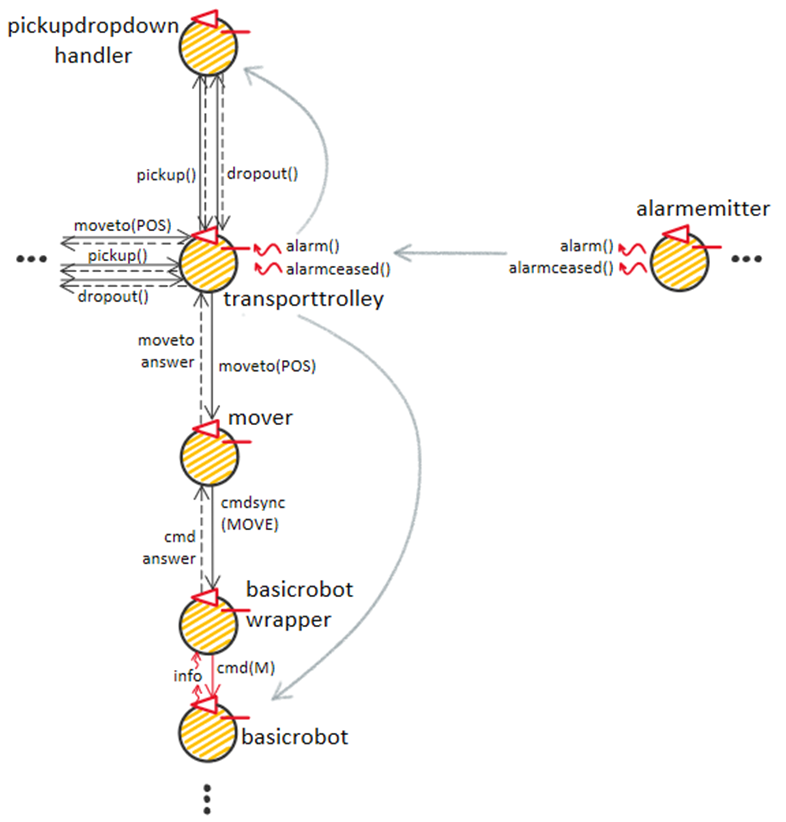 pickupdropdown
handler
pickup()
dropout()
moveto(POS)
pickup()
dropout()
alarm()
alarmceased()
transporttrolley
alarmemitter
alarm()
alarmceased()
moveto
answer
moveto(POS)
mover
cmdsync
(MOVE)
cmd
answer
basicrobot
wrapper
info
cmd(M)
basicrobot